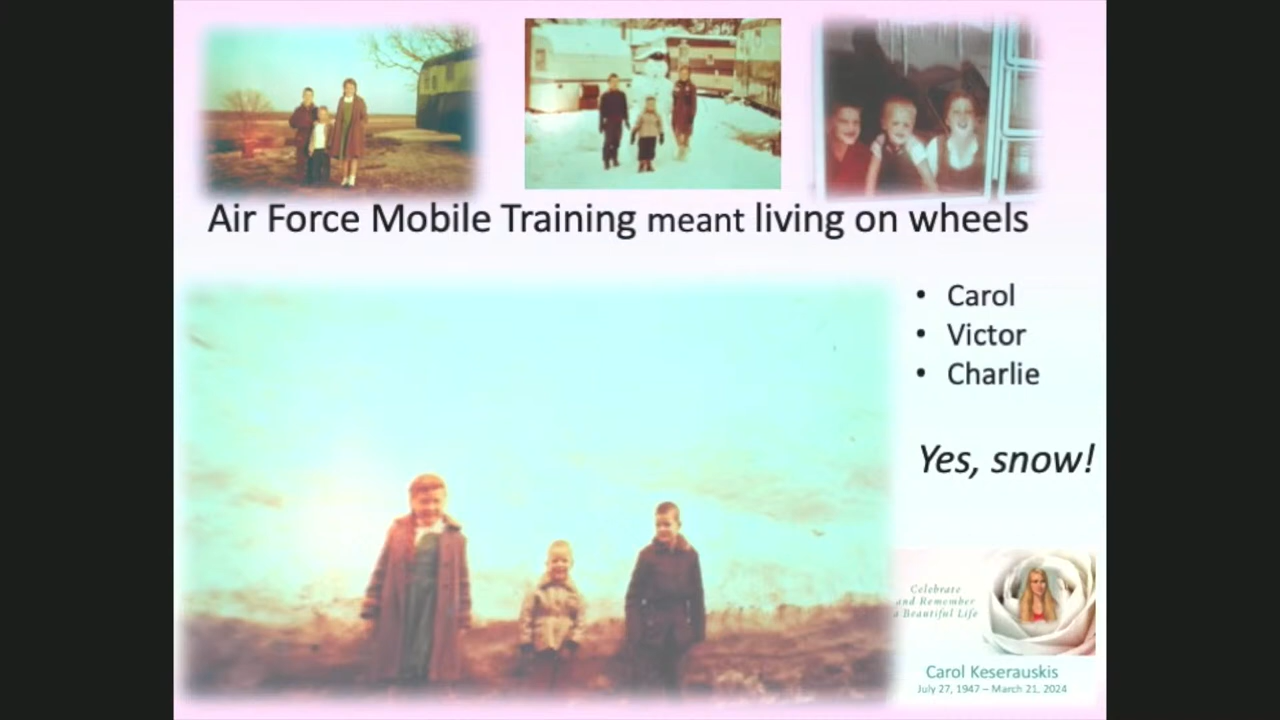 Air Force Mobile Training meant living on wheels
• Carol
• Victor
• Charlie
Yes, snow!
Celebrate
and Remember
a Beautiful Life
Carol Keserauskis
July 27, 1947 – March 21, 2024